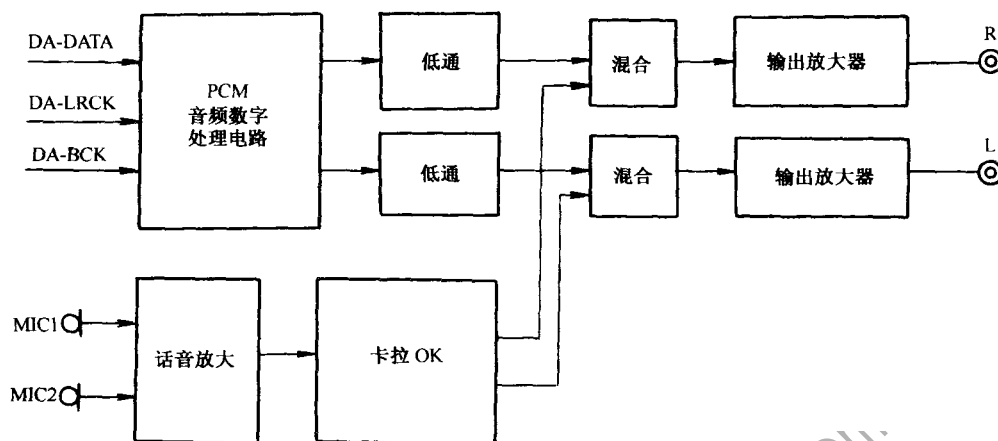 DA-DATA
DA-LRCK
DA-BCK
PCM
音频数字
处理电路
低通
低通
混合
混合
输出放大器
输出放大器
R
L
MIC1
MIC2
话音放大
卡拉 OK